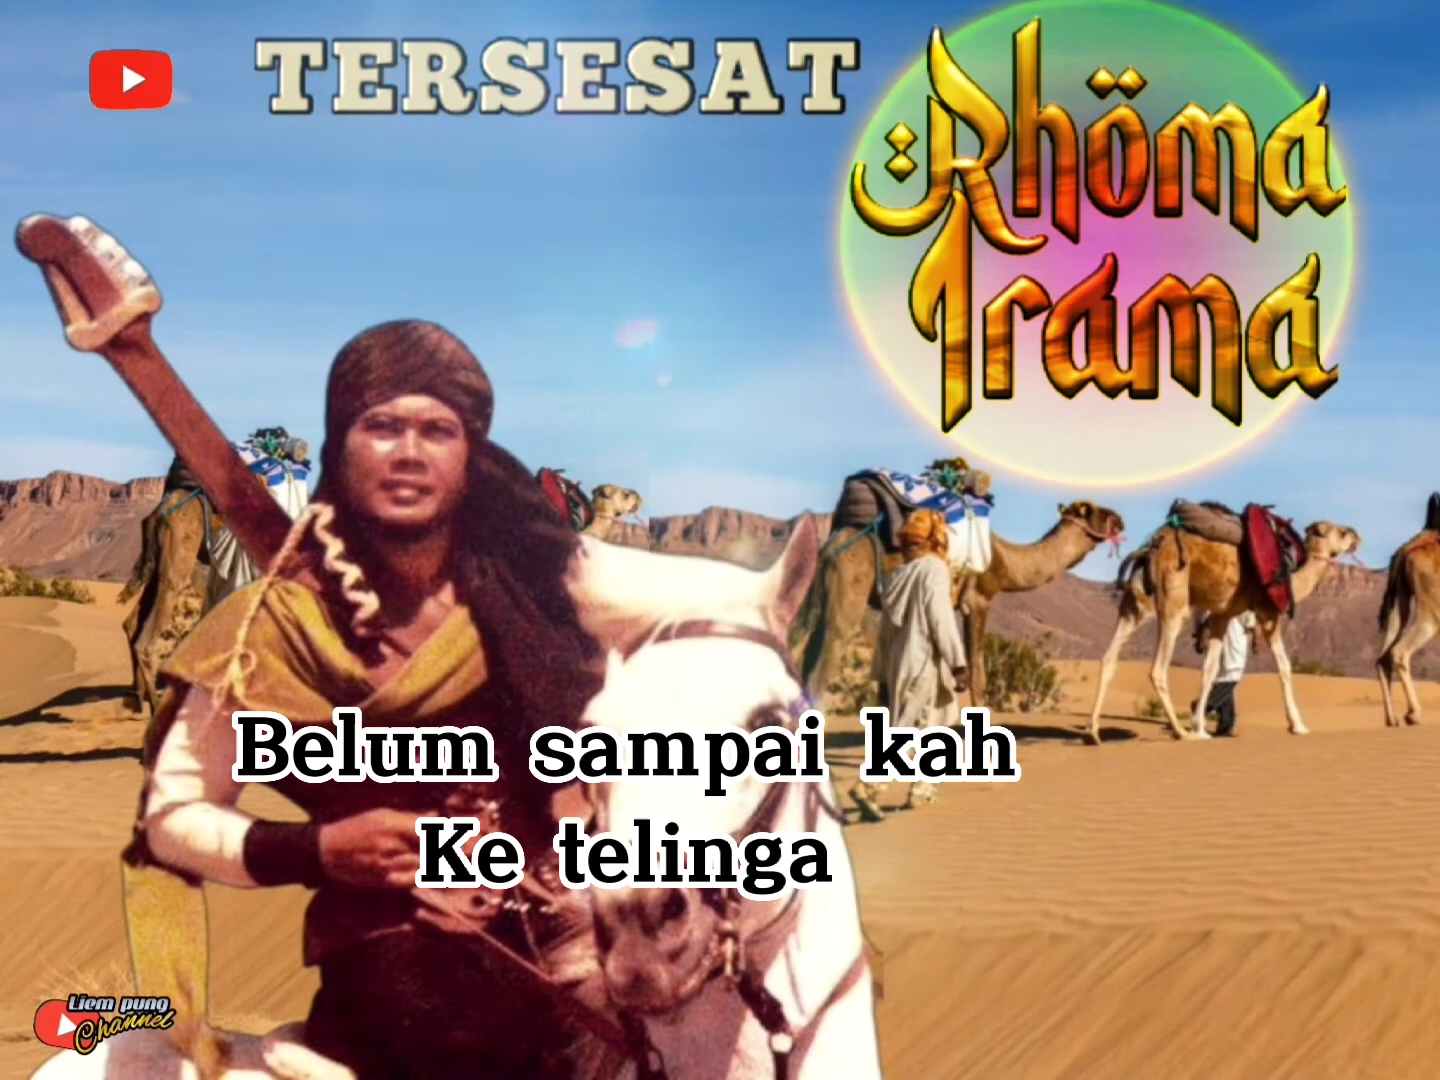 TERSESAT
Rhöma
Irama
Belum sampai kah
Ke telinga
Liem pung
Channel